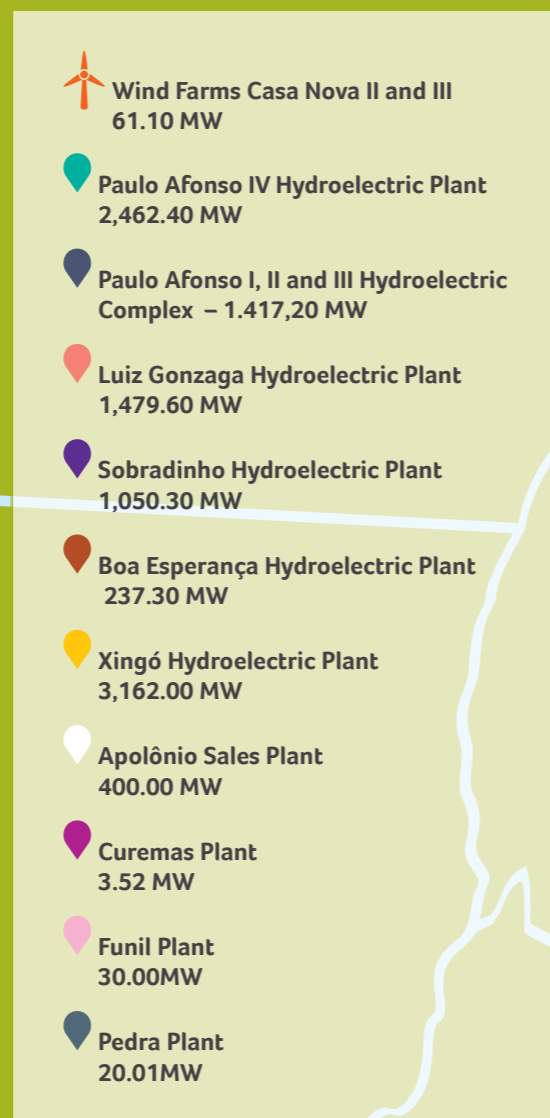 Wind Farms Casa Nova II and III
61.10 MW
Paulo Afonso IV Hydroelectric Plant
2,462.40 MW
Paulo Afonso I, II and III Hydroelectric
Complex – 1.417,20 MW
Luiz Gonzaga Hydroelectric Plant
1,479.60 MW
Sobradinho Hydroelectric Plant
1,050.30 MW
Boa Esperança Hydroelectric Plant
237.30 MW
Xingó Hydroelectric Plant
3,162.00 MW
Apolônio Sales Plant
400.00 MW
Curemas Plant
3.52 MW
Funil Plant
30.00MW
Pedra Plant
20.01MW